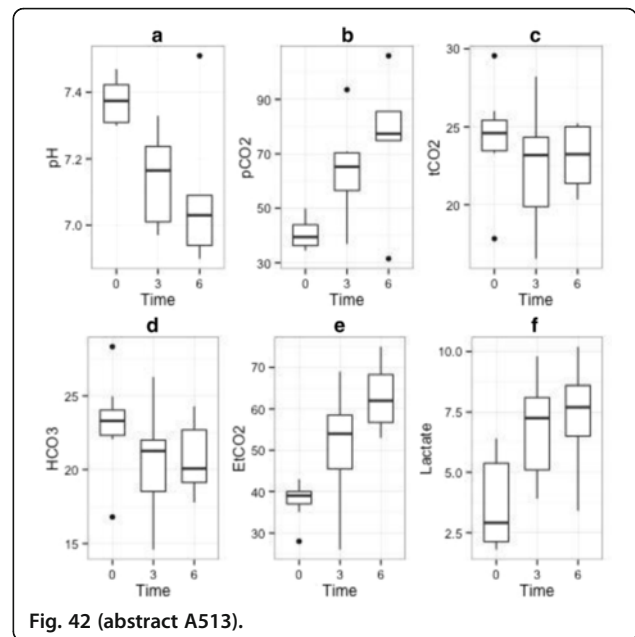 a
pH
7.4
7.2
7.0
0 3 6
Time
b
pCO2
90
70
50
30
0 3 6
Time
c
tCO2
30
25
20
0 3 6
Time
d
HCO3
25
20
15
0 3 6
Time
e
EtCO2
70
60
50
40
30
0 3 6
Time
f
Lactate
10.0
7.5
5.0
2.5
0 3 6
Time
Fig. 42 (abstract A513).